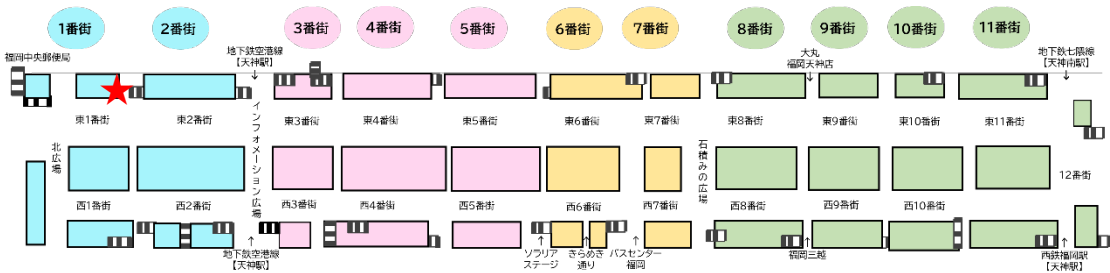 1番街
2番街
3番街
4番街
5番街
6番街
7番街
8番街
9番街
10番街
11番街
福岡中央郵便局
地下鉄空港線
【天神駅】
大丸
福岡天神店
地下鉄七隈線
【天神南駅】
東1番街
東2番街
東3番街
東4番街
東5番街
東6番街
東7番街
東8番街
東9番街
東10番街
東11番街
北広場
インフォメーション広場
石積みの広場
12番街
西1番街
西2番街
西3番街
西4番街
西5番街
西6番街
西7番街
西8番街
西9番街
西10番街
地下鉄空港線
【天神駅】
ソラリア
ステージ
きらめき
通り
バスセンター
福岡
福岡三越
西鉄福岡駅
【天神駅】